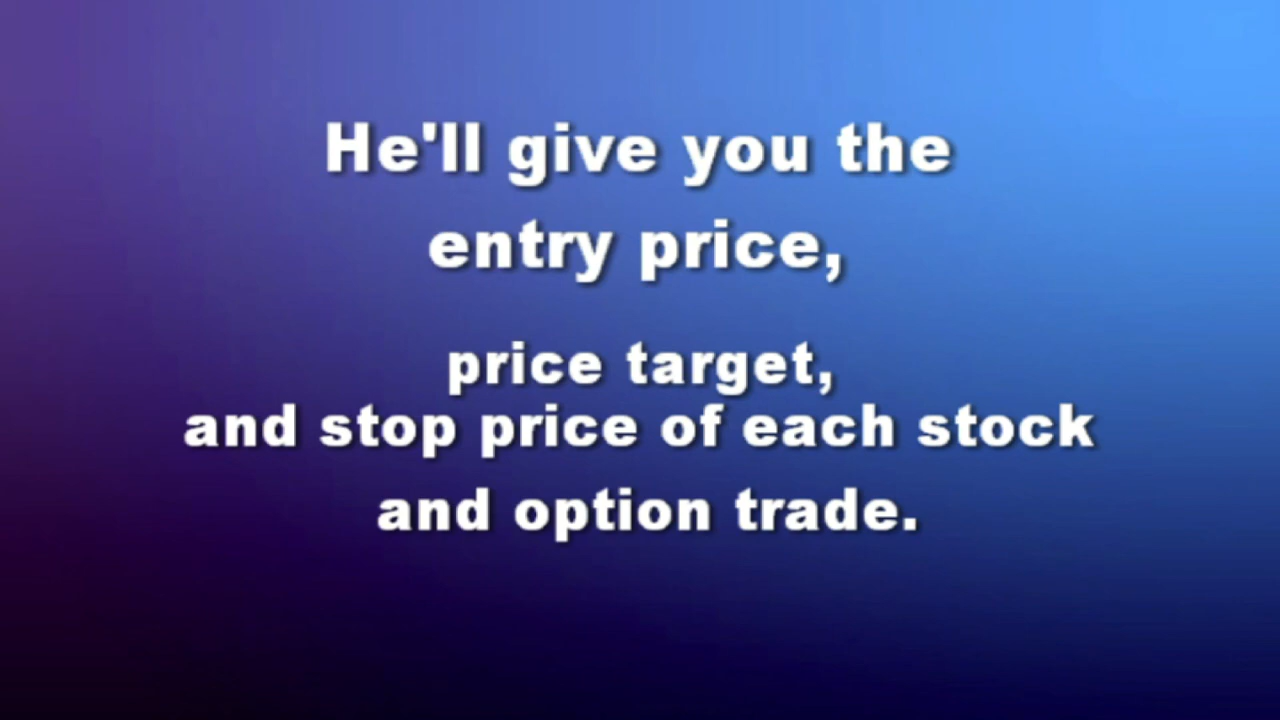 He'll give you the
entry price,
price target,
and stop price of each stock
and option trade.